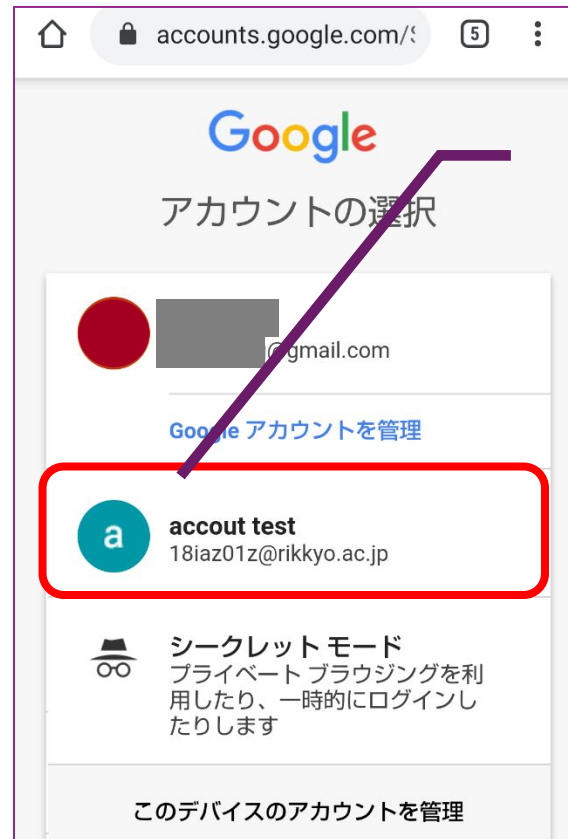 accounts.google.com/S
5
Google
アカウントの選択
@gmail.com
Google アカウントを管理
a
accout test
18iaz01z@rikkyo.ac.jp
シークレット モード
プライベート ブラウジングを利
用したり、一時的にログインし
たりします
このデバイスのアカウントを管理